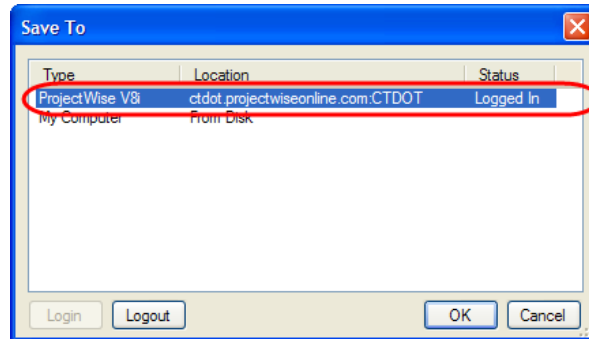 Save To
Type Location Status
ProjectWise V8i ctdot.projectwiseonline.com:CTDOT Logged In
My Computer From Disk
Login Logout OK Cancel